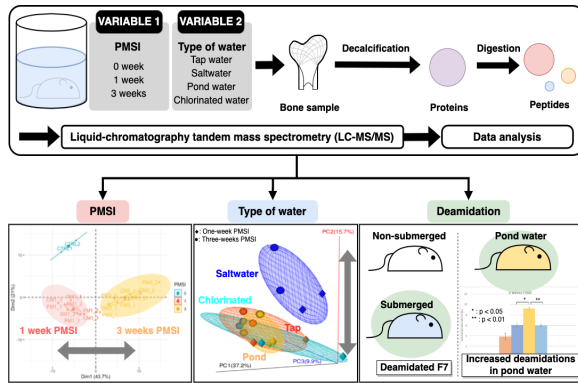 VARIABLE 1
VARIABLE 2
PMSI
0 week
1 week
3 weeks
Type of water
Tap water
Saltwater
Pond water
Chlorinated water
Bone sample
Decalcification
Proteins
Digestion
Peptides
Liquid-chromatography tandem mass spectrometry (LC-MS/MS)
Data analysis
PMSI
Type of water
Deamidation
PMSI
1 week PMSI
3 weeks PMSI
Dim1 (43.7%)
◆: One-week PMSI
●: Three-weeks PMSI
PC2(15.7%)
Saltwater
Chlorinated
Tap
Pond
PC1(37.2%)
PC3(9.9%)
Non-submerged
Submerged
Deamidated F7
Pond water
* : p < 0.05
** : p < 0.01
*
**
Increased deamidations
in pond water